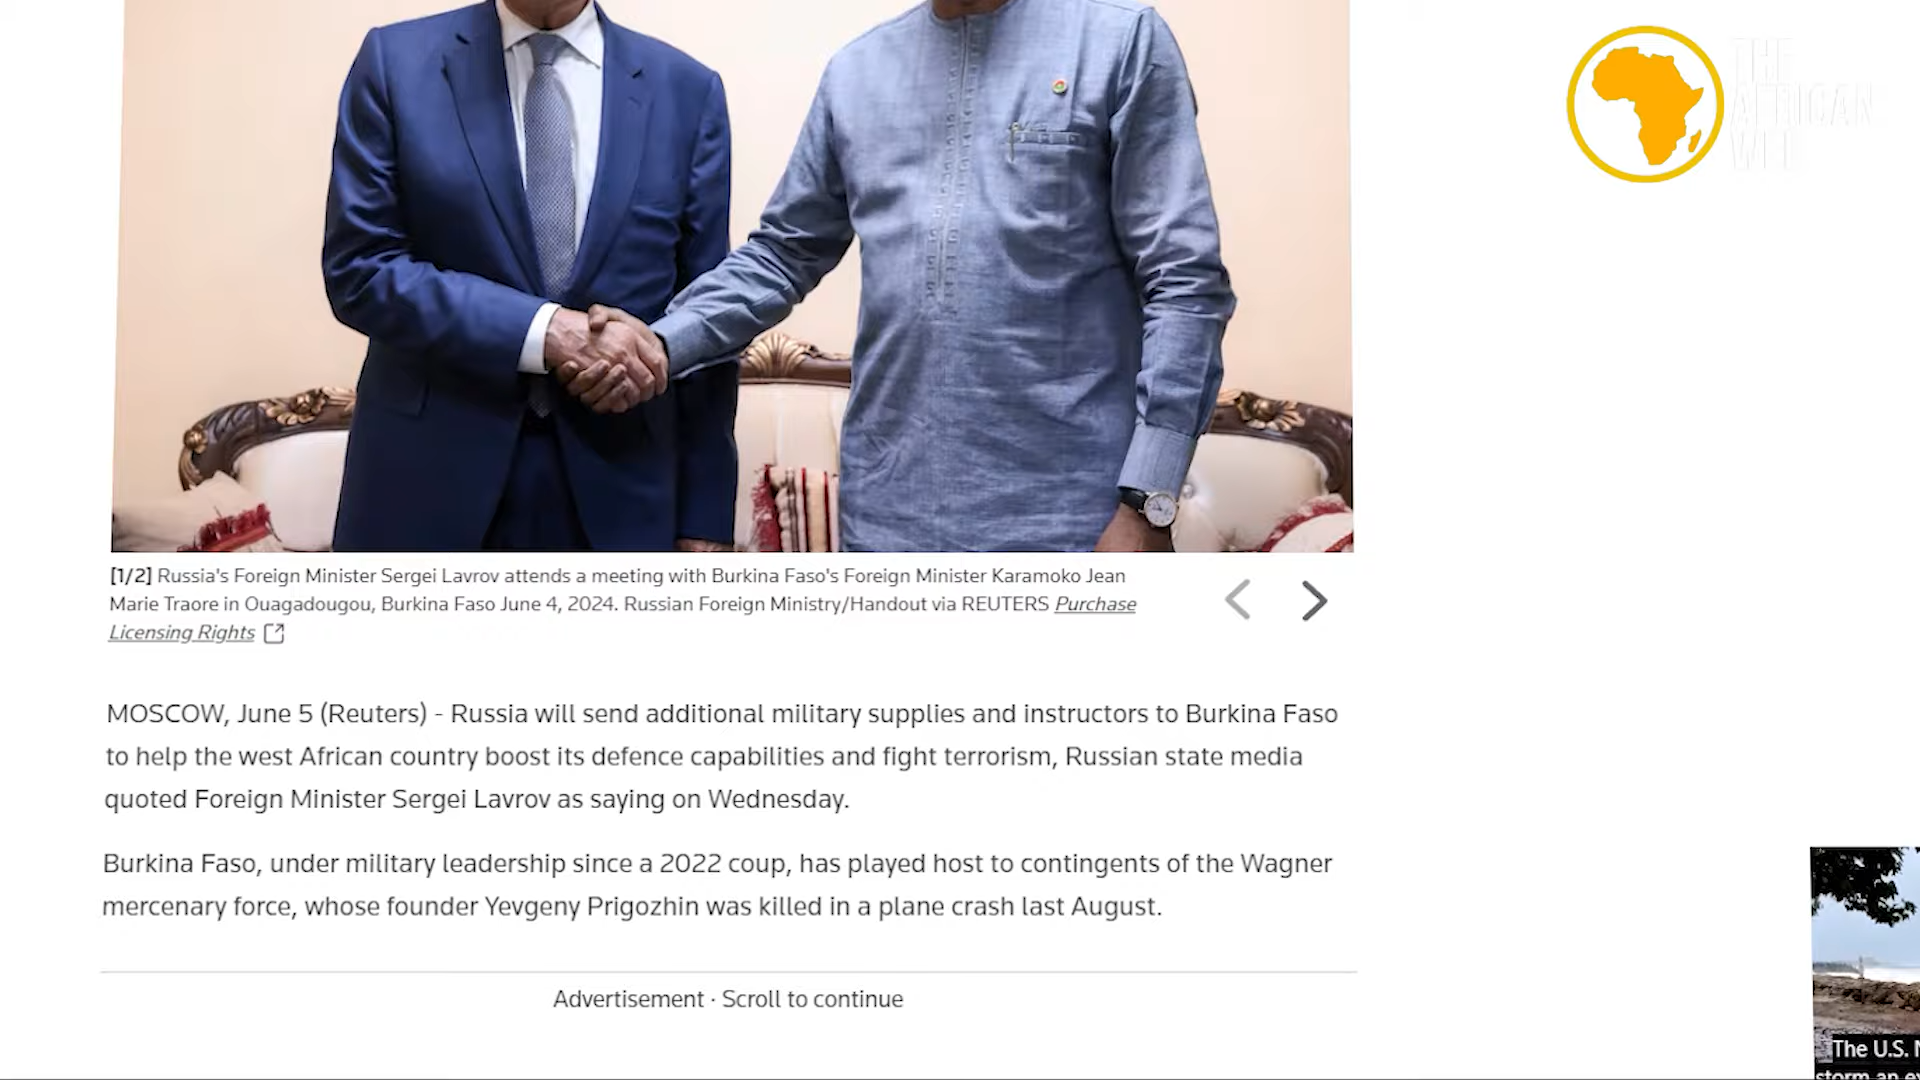 THE
AFRICAN
[1/2] Russia's Foreign Minister Sergei Lavrov attends a meeting with Burkina Faso's Foreign Minister Karamoko Jean
Marie Traore in Ouagadougou, Burkina Faso June 4, 2024. Russian Foreign Ministry/Handout via REUTERS Purchase
Licensing Rights
MOSCOW, June 5 (Reuters) - Russia will send additional military supplies and instructors to Burkina Faso
to help the west African country boost its defence capabilities and fight terrorism, Russian state media
quoted Foreign Minister Sergei Lavrov as saying on Wednesday.
Burkina Faso, under military leadership since a 2022 coup, has played host to contingents of the Wagner
mercenary force, whose founder Yevgeny Prigozhin was killed in a plane crash last August.
Advertisement · Scroll to continue
The U.S.
storm an